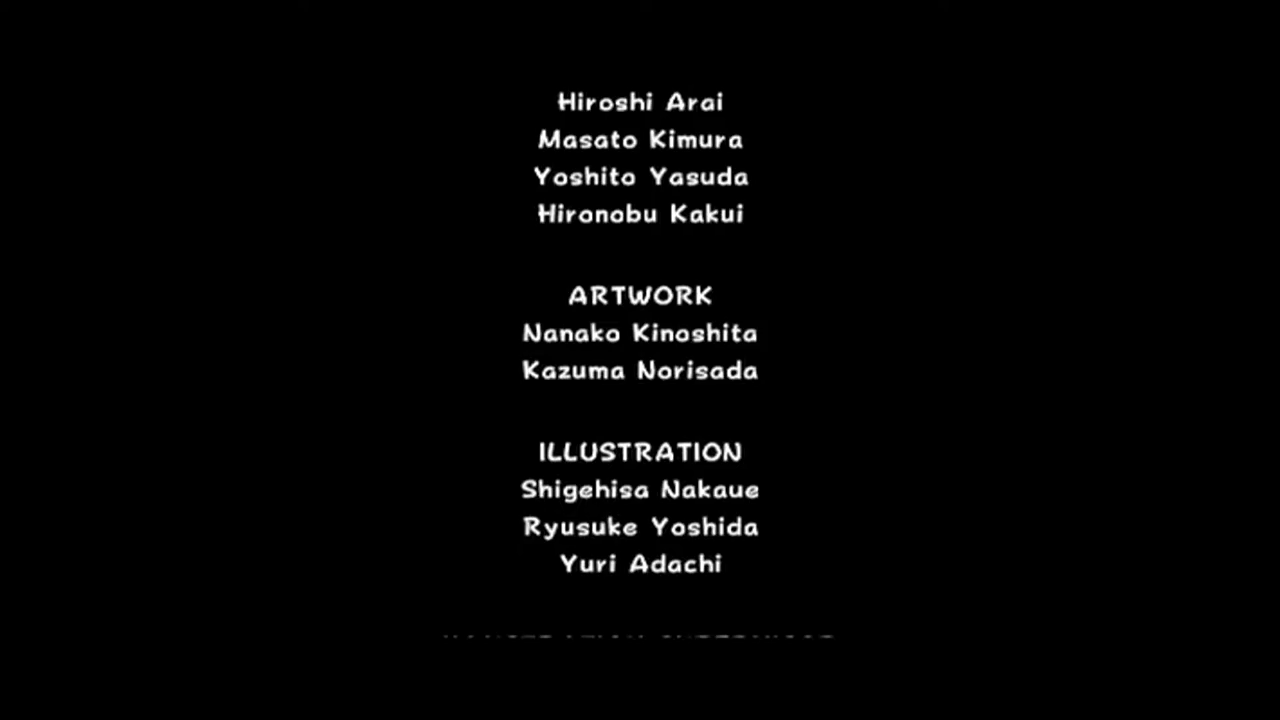 Hiroshi Arai
Masato Kimura
Yoshito Yasuda
Hironobu Kakui
ARTWORK
Nanako Kinoshita
Kazuma Norisada
ILLUSTRATION
Shigehisa Nakaue
Ryusuke Yoshida
Yuri Adachi